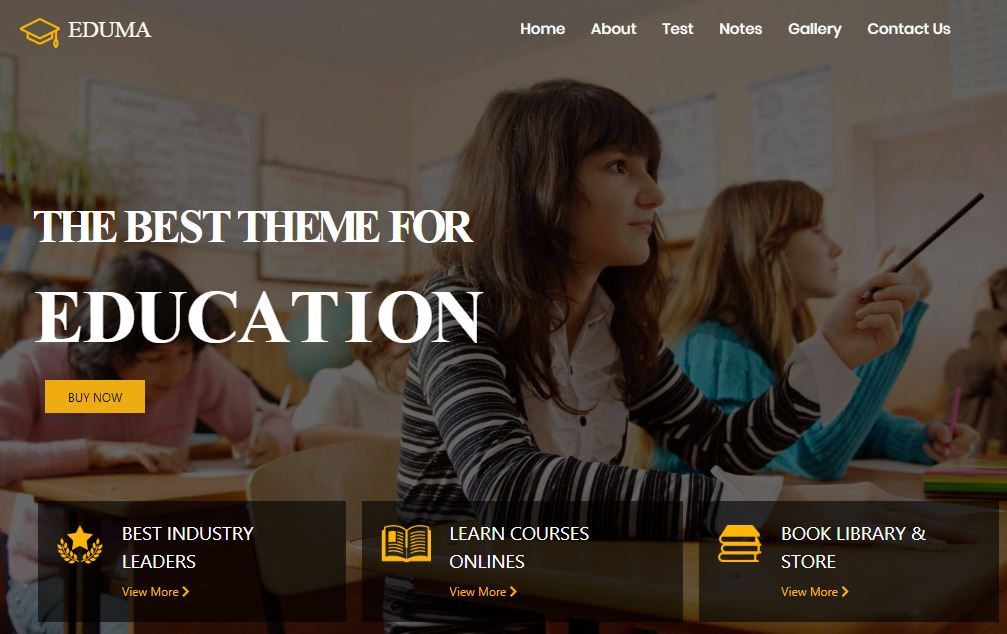 EDUMA
Home About Test Notes Gallery Contact Us
THE BEST THEME FOR
EDUCATION
BUY NOW
BEST INDUSTRY
LEADERS
View More
LEARN COURSES
ONLINES
View More
BOOK LIBRARY &
STORE
View More